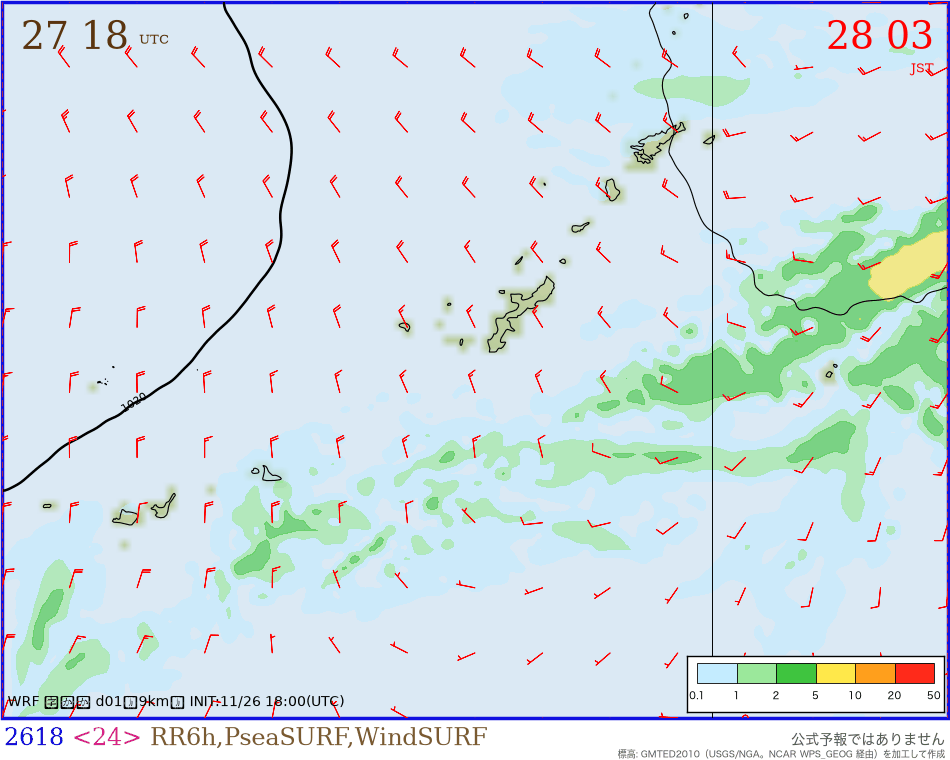 27 18 UTC
28 03
JST
1020
WRF d01 9km INIT:11/26 18:00(UTC)
0.1 1 2 5 10 20 50
2618 <24> RR6h,PseaSURF,WindSURF
公式予報ではありません
標高: GMTED2010（USGS/NGA。NCAR WPS_GEOG 経由）を加工して作成